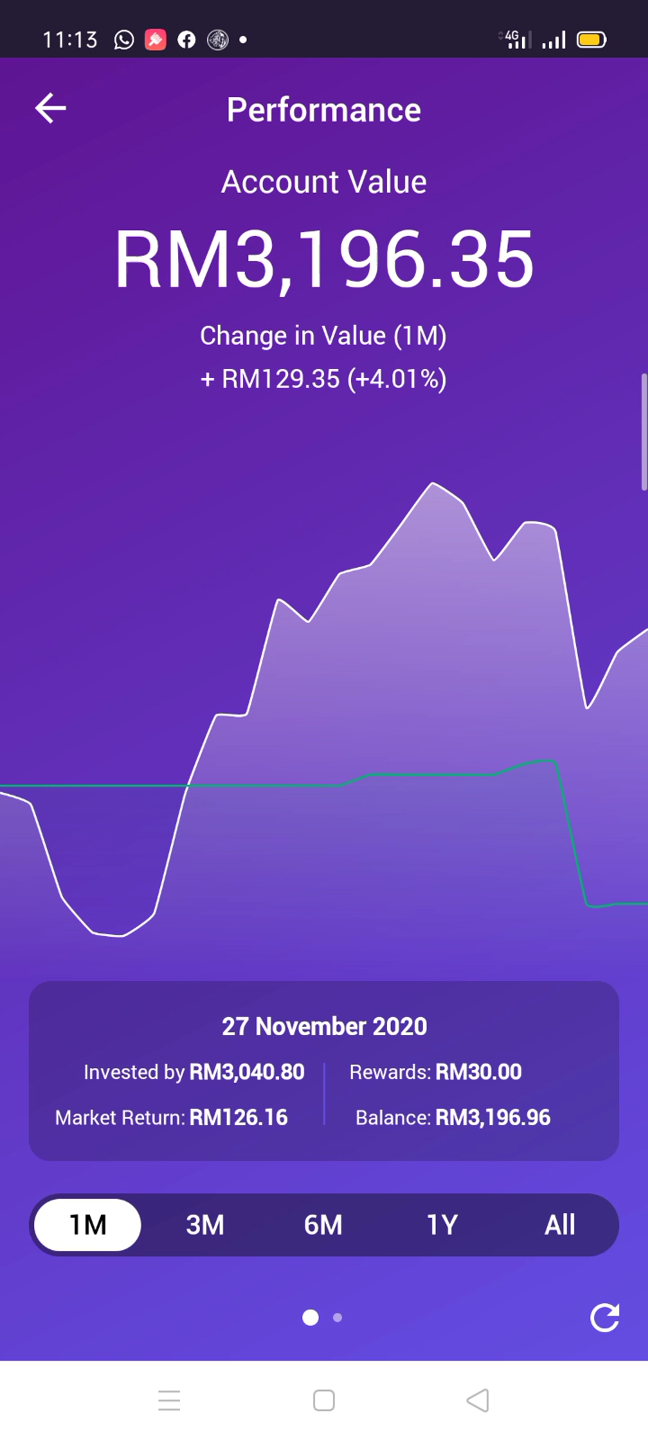 11:13 4G
Performance
Account Value
RM3,196.35
Change in Value (1M)
+ RM129.35 (+4.01%)
27 November 2020
Invested by RM3,040.80 Rewards: RM30.00
Market Return: RM126.16 Balance: RM3,196.96
1M 3M 6M 1Y All